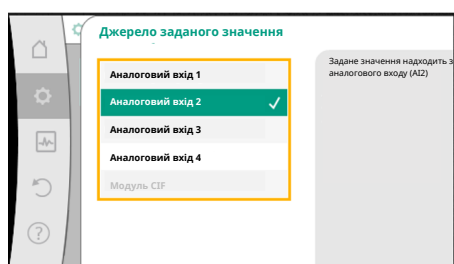 Джерело заданого значення
Аналоговий вхід 1
Аналоговий вхід 2
Аналоговий вхід 3
Аналоговий вхід 4
Модуль CIF
Задане значення надходить з
аналогового входу (AI2)